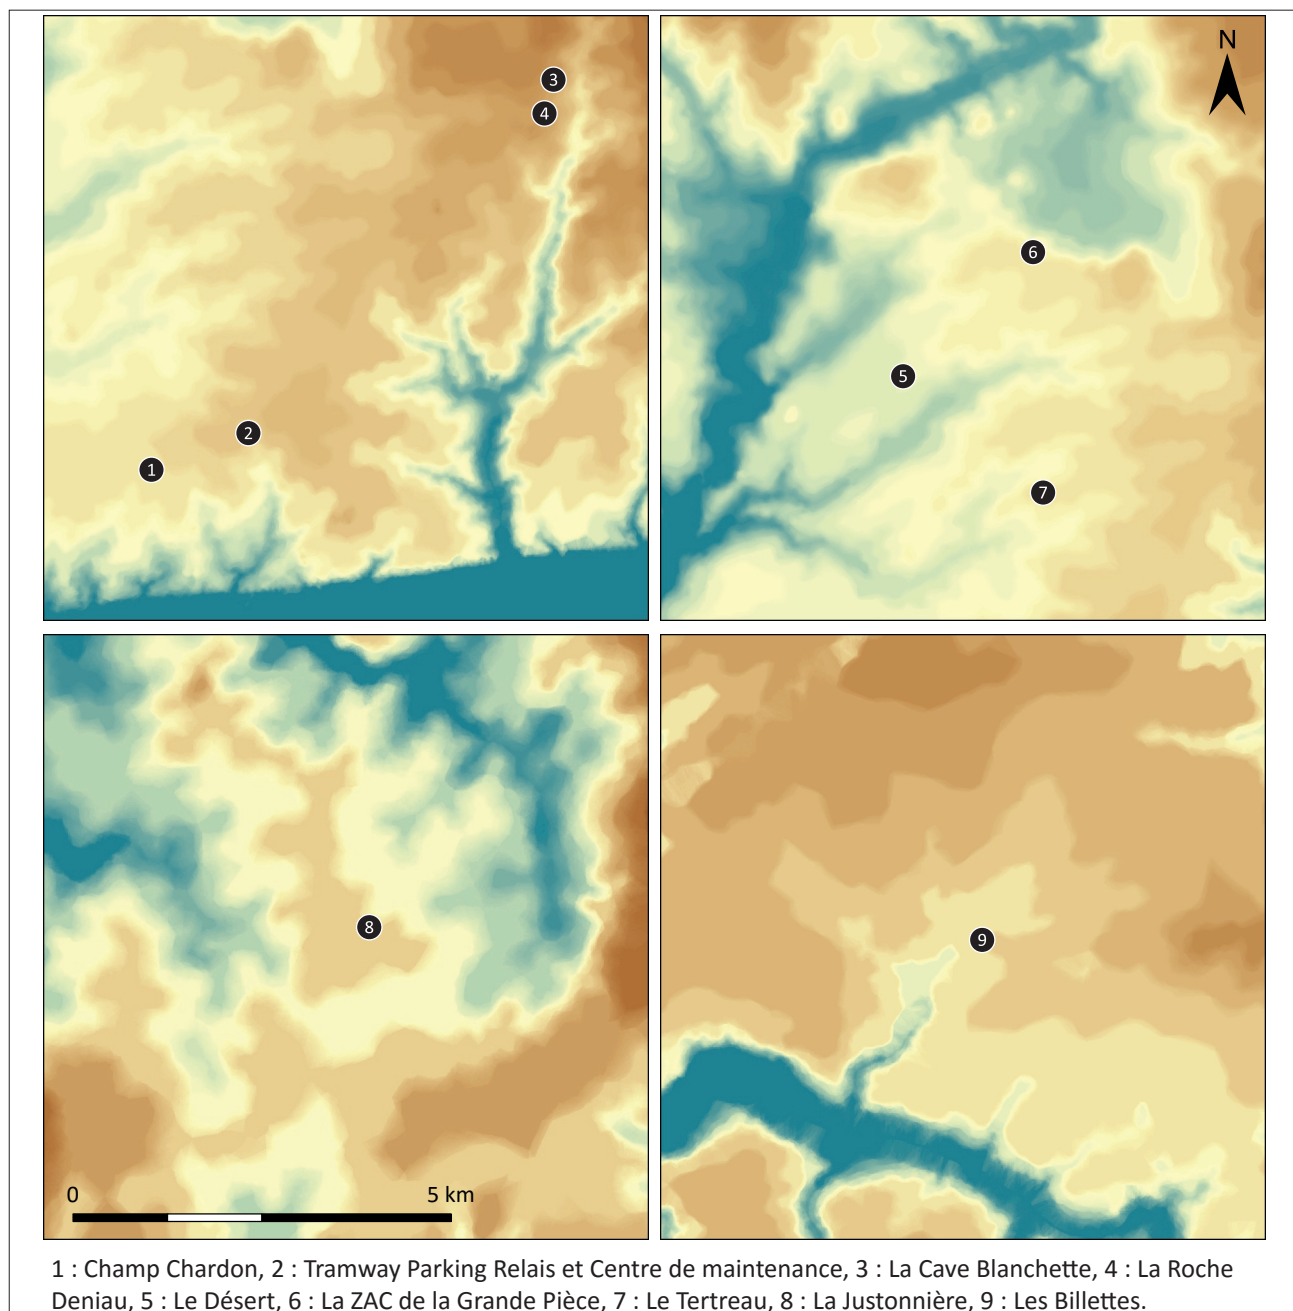 3
4
2
1
N
6
5
7
8
0 5 km
9
1 : Champ Chardon, 2 : Tramway Parking Relais et Centre de maintenance, 3 : La Cave Blanchette, 4 : La Roche
Deniau, 5 : Le Désert, 6 : La ZAC de la Grande Pièce, 7 : Le Tertreau, 8 : La Justonnière, 9 : Les Billettes.